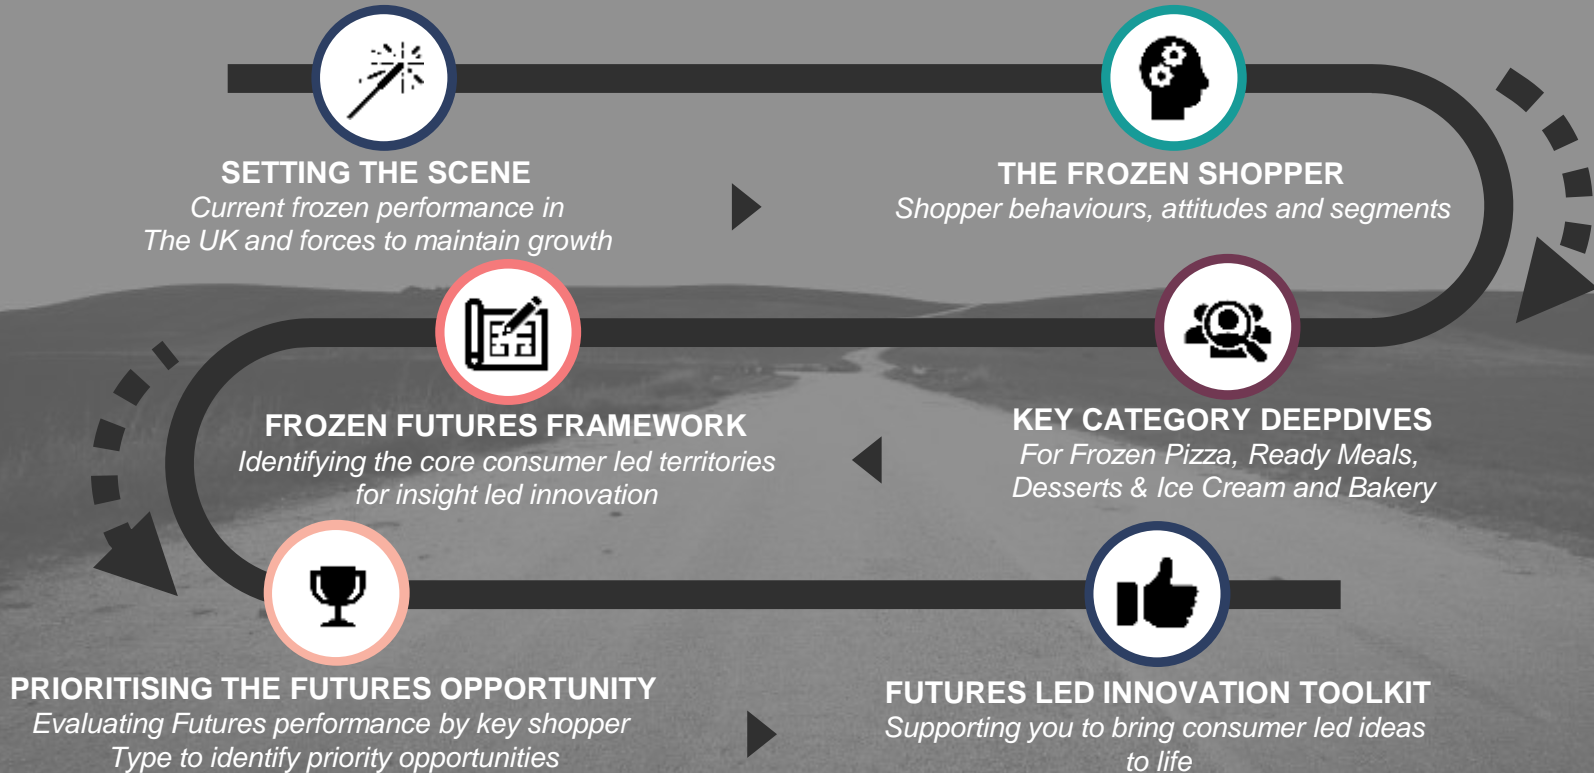 SETTING THE SCENE
Current frozen performance in
The UK and forces to maintain growth
THE FROZEN SHOPPER
Shopper behaviours, attitudes and segments
KEY CATEGORY DEEPDIVES
For Frozen Pizza, Ready Meals,
Desserts & Ice Cream and Bakery
FROZEN FUTURES FRAMEWORK
Identifying the core consumer led territories
for insight led innovation
PRIORITISING THE FUTURES OPPORTUNITY
Evaluating Futures performance by key shopper
Type to identify priority opportunities
FUTURES LED INNOVATION TOOLKIT
Supporting you to bring consumer led ideas
to life